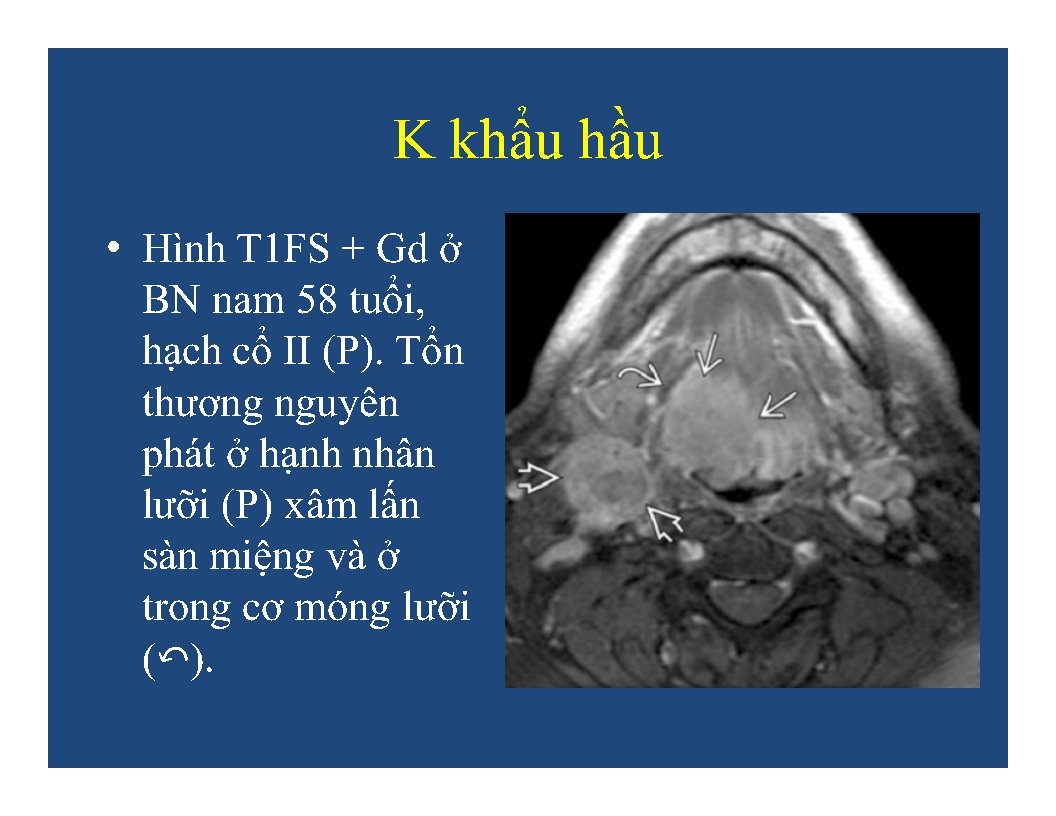 K khẩu hầu
• Hình T1FS + Gd ở
BN nam 58 tuổi,
hạch cổ II (P). Tổn
thương nguyên
phát ở hạnh nhân
lưỡi (P) xâm lấn
sàn miệng và ở
trong cơ móng lưỡi
(⤺).